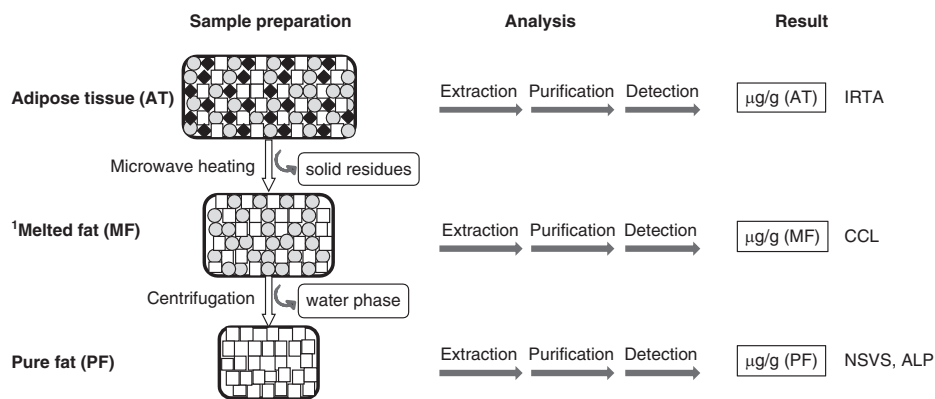 Sample preparation Analysis Result
Adipose tissue (AT) Extraction Purification Detection μg/g (AT) IRTA
Microwave heating solid residues
¹Melted fat (MF) Extraction Purification Detection μg/g (MF) CCL
Centrifugation water phase
Pure fat (PF) Extraction Purification Detection μg/g (PF) NSVS, ALP